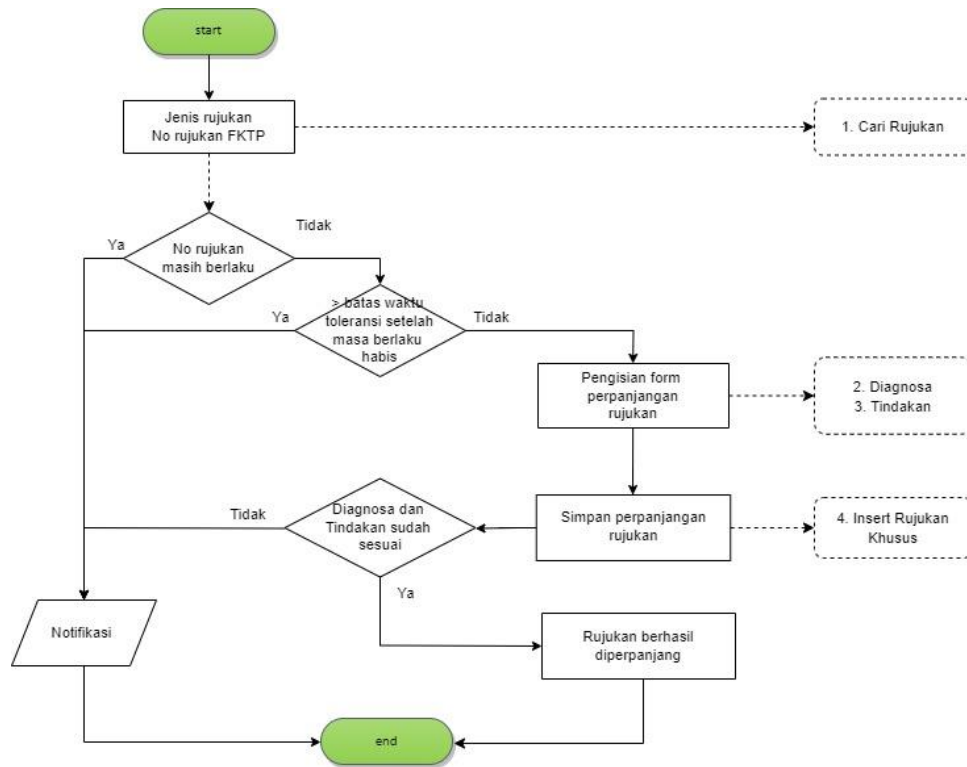 start
Jenis rujukan
No rujukan FKTP
1. Cari Rujukan
Ya
No rujukan
masih berlaku
Tidak
Ya
> batas waktu
toleransi setelah
masa berlaku
habis
Tidak
Pengisian form
perpanjangan
rujukan
2. Diagnosa
3. Tindakan
Tidak
Diagnosa dan
Tindakan sudah
sesuai
Simpan perpanjangan
rujukan
4. Insert Rujukan
Khusus
Ya
Notifikasi
Rujukan berhasil
diperpanjang
end